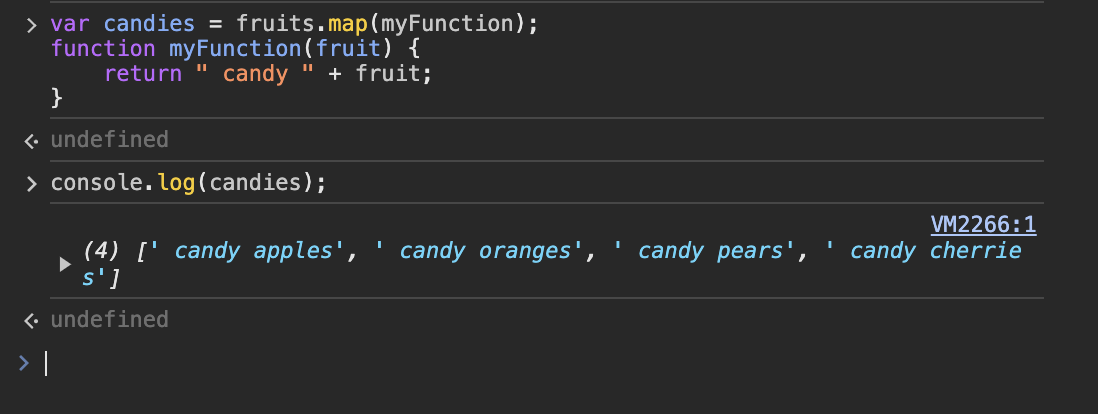 > var candies = fruits.map(myFunction);
function myFunction(fruit) {
    return " candy " + fruit;
}
undefined
> console.log(candies);
VM2266:1
(4) [' candy apples', ' candy oranges', ' candy pears', ' candy cherrie
s']
undefined
>